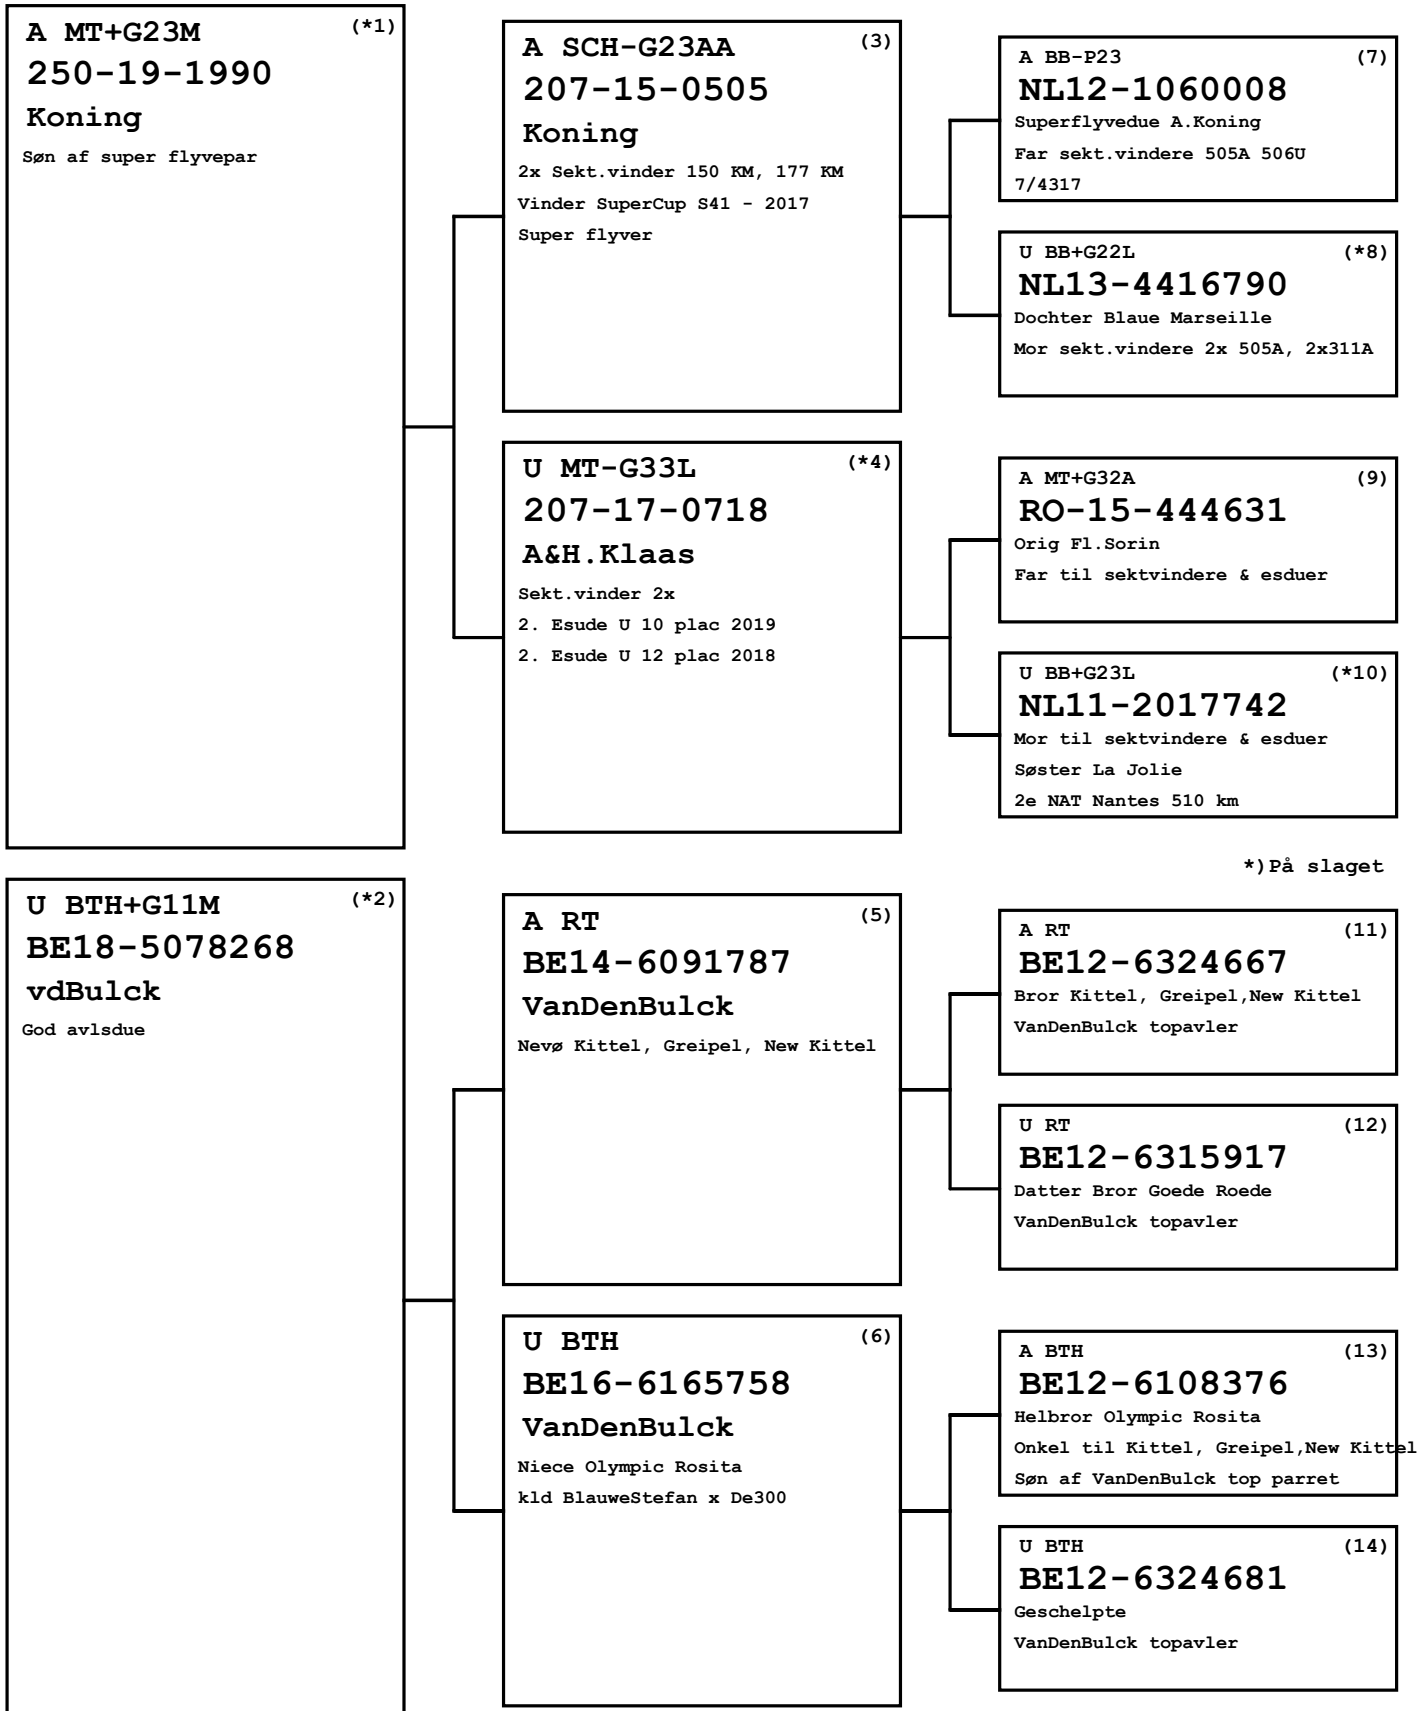 A MT+G23M (*1)
250-19-1990
Koning
Søn af super flyvepar
A SCH-G23AA (3)
207-15-0505
Koning
2x Sekt.vinder 150 KM, 177 KM
Vinder SuperCup S41 - 2017
Super flyver
A BB-P23 (7)
NL12-1060008
Superflyvedue A.Koning
Far sekt.vindere 505A 506U
7/4317
U BB+G22L (*8)
NL13-4416790
Dochter Blaue Marseille
Mor sekt.vindere 2x 505A, 2x311A
U MT-G33L (*4)
207-17-0718
A&H.Klaas
Sekt.vinder 2x
2. Esude U 10 plac 2019
2. Esude U 12 plac 2018
A MT+G32A (9)
RO-15-444631
Orig Fl.Sorin
Far til sektvindere & esduer
U BB+G23L (*10)
NL11-2017742
Mor til sektvindere & esduer
Søster La Jolie
2e NAT Nantes 510 km
*)På slaget
U BTH+G11M (*2)
BE18-5078268
vdBulck
God avlsdue
A RT (5)
BE14-6091787
VanDenBulck
Nevø Kittel, Greipel, New Kittel
A RT (11)
BE12-6324667
Bror Kittel, Greipel,New Kittel
VanDenBulck topavler
U RT (12)
BE12-6315917
Datter Bror Goede Roede
VanDenBulck topavler
U BTH (6)
BE16-6165758
VanDenBulck
Niece Olympic Rosita
kld BlauweStefan x De300
A BTH (13)
BE12-6108376
Helbror Olympic Rosita
Onkel til Kittel, Greipel,New Kittel
Søn af VanDenBulck top parret
U BTH (14)
BE12-6324681
Geschelpte
VanDenBulck topavler